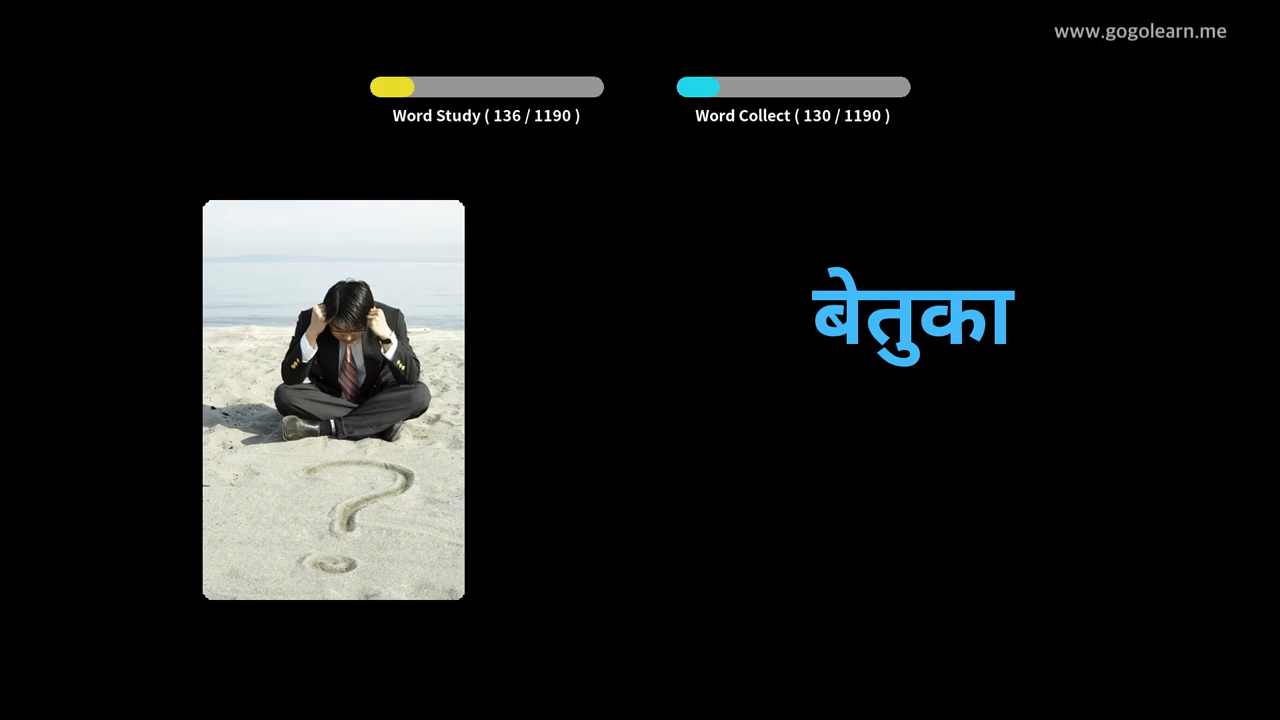 www.gogolearn.me
Word Study ( 136 / 1190 )
Word Collect ( 130 / 1190 )
बेतुका
?